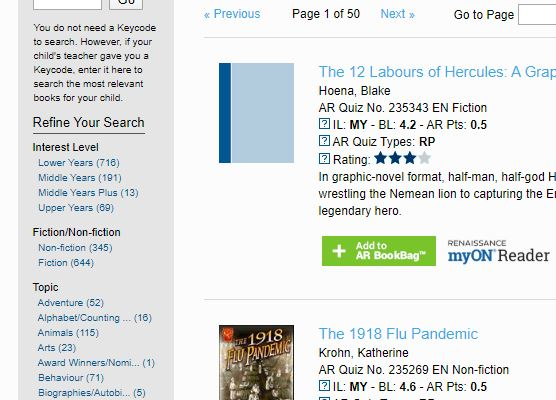 Go
You do not need a Keycode
to search. However, if your
child's teacher gave you a
Keycode, enter it here to
search the most relevant
books for your child.
Refine Your Search
Interest Level
Lower Years (716)
Middle Years (191)
Middle Years Plus (13)
Upper Years (69)
Fiction/Non-fiction
Non-fiction (345)
Fiction (644)
Topic
Adventure (52)
Alphabet/Counting ... (16)
Animals (115)
Arts (23)
Award Winners/Nomi... (1)
Behaviour (71)
Biographies/Autobi... (5)
« Previous Page 1 of 50 Next » Go to Page
The 12 Labours of Hercules: A Grap
Hoena, Blake
AR Quiz No. 235343 EN Fiction
? IL: MY - BL: 4.2 - AR Pts: 0.5
? AR Quiz Types: RP
? Rating:
In graphic-novel format, half-man, half-god H
wrestling the Nemean lion to capturing the Er
legendary hero.
+ Add to
AR BookBag™
RENAISSANCE
myON® Reader
THE 1918
FLU PANDEMIC
The 1918 Flu Pandemic
Krohn, Katherine
AR Quiz No. 235269 EN Non-fiction
? IL: MY - BL: 4.6 - AR Pts: 0.5